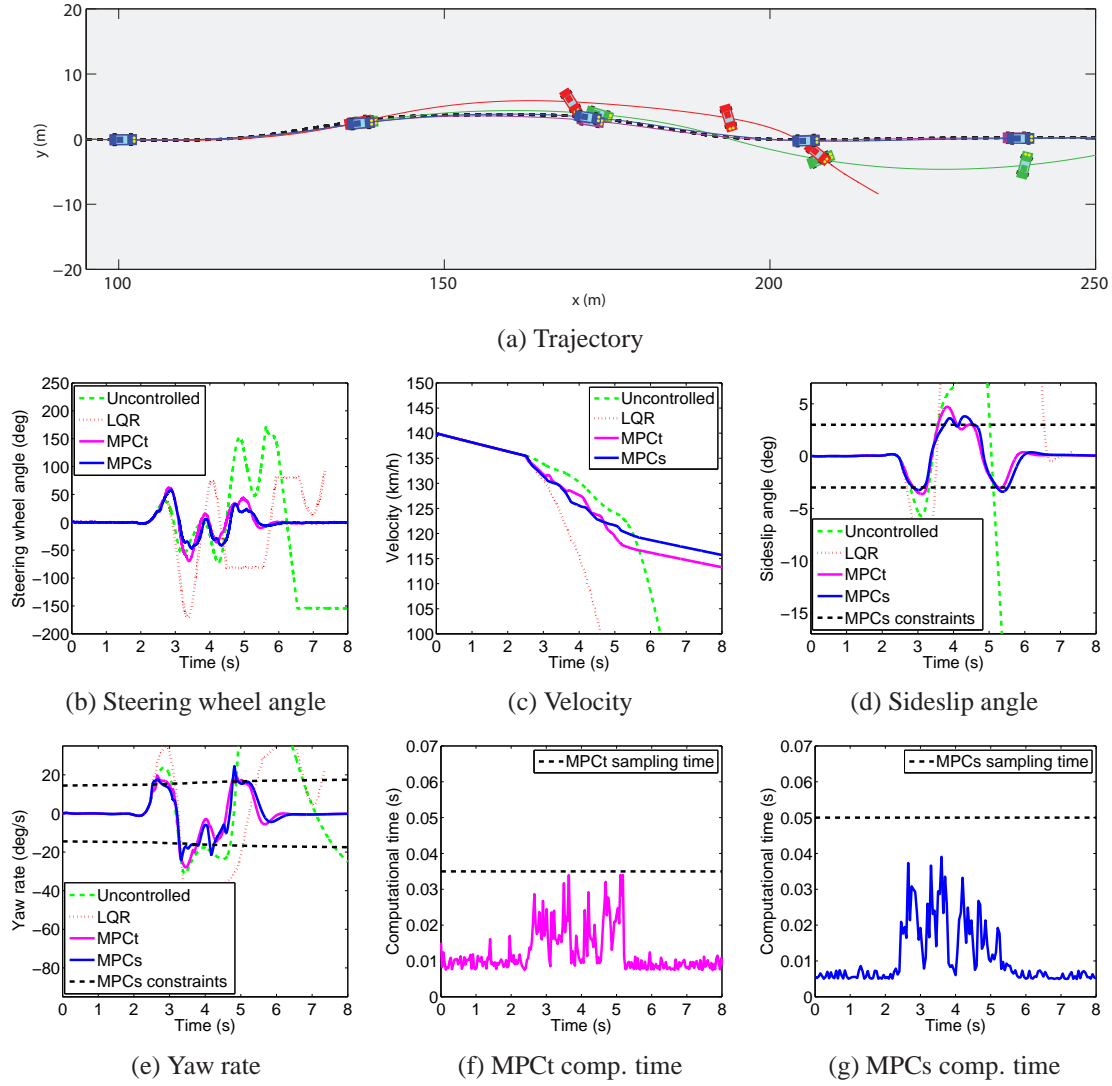 20
10
0
−10
−20
y (m)
100
150
200
250
x (m)
(a) Trajectory
250
200
150
100
50
0
−50
−100
−150
−200
Steering wheel angle (deg)
Uncontrolled
LQR
MPCt
MPCs
0 1 2 3 4 5 6 7 8
Time (s)
(b) Steering wheel angle
150
145
140
135
130
125
120
115
110
105
100
Velocity (km/h)
Uncontrolled
LQR
MPCt
MPCs
0 1 2 3 4 5 6 7 8
Time (s)
(c) Velocity
5
0
−5
−10
−15
Sideslip angle (deg)
Uncontrolled
LQR
MPCt
MPCs
MPCs constraints
0 1 2 3 4 5 6 7 8
Time (s)
(d) Sideslip angle
20
0
−20
−40
−60
−80
Yaw rate (deg/s)
Uncontrolled
LQR
MPCt
MPCs
MPCs constraints
0 1 2 3 4 5 6 7 8
Time (s)
(e) Yaw rate
0.07
0.06
0.05
0.04
0.03
0.02
0.01
0
Computational time (s)
MPCt sampling time
0 1 2 3 4 5 6 7 8
Time (s)
(f) MPCt comp. time
0.07
0.06
0.05
0.04
0.03
0.02
0.01
0
Computational time (s)
MPCs sampling time
0 1 2 3 4 5 6 7 8
Time (s)
(g) MPCs comp. time